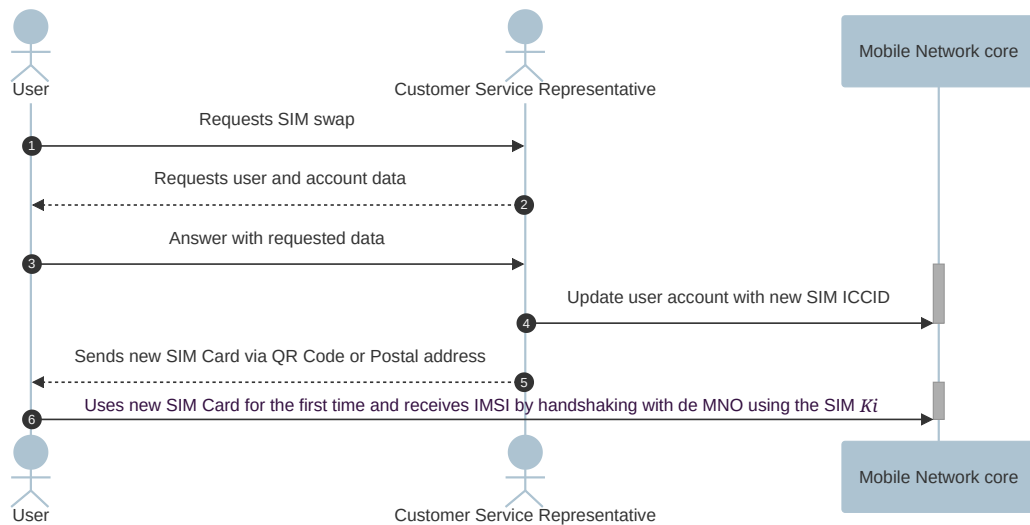 Mobile Network core
User
Customer Service Representative
Requests SIM swap
1
Requests user and account data
2
Answer with requested data
3
Update user account with new SIM ICCID
4
Sends new SIM Card via QR Code or Postal address
5
Uses new SIM Card for the first time and receives IMSI by handshaking with de MNO using the SIM Ki
6
Mobile Network core
User
Customer Service Representative